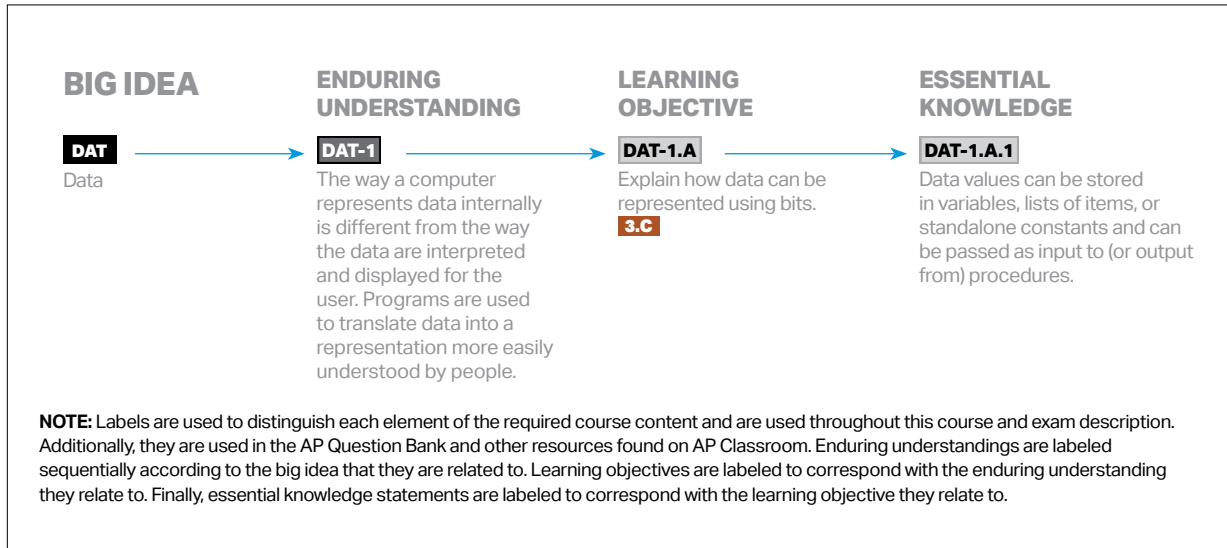 BIG IDEA
DAT
Data
ENDURING
UNDERSTANDING
DAT-1
The way a computer
represents data internally
is different from the way
the data are interpreted
and displayed for the
user. Programs are used
to translate data into a
representation more easily
understood by people.
LEARNING
OBJECTIVE
DAT-1.A
Explain how data can be
represented using bits.
3.C
ESSENTIAL
KNOWLEDGE
DAT-1.A.1
Data values can be stored
in variables, lists of items, or
standalone constants and can
be passed as input to (or output
from) procedures.
NOTE: Labels are used to distinguish each element of the required course content and are used throughout this course and exam description.
Additionally, they are used in the AP Question Bank and other resources found on AP Classroom. Enduring understandings are labeled
sequentially according to the big idea that they are related to. Learning objectives are labeled to correspond with the enduring understanding
they relate to. Finally, essential knowledge statements are labeled to correspond with the learning objective they relate to.